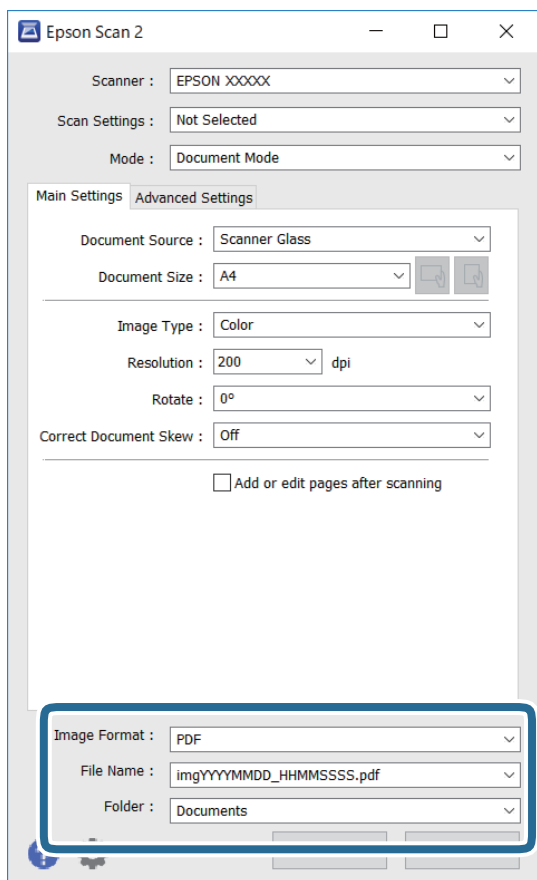 Epson Scan 2
Scanner : EPSON XXXXX
Scan Settings : Not Selected
Mode : Document Mode
Main Settings Advanced Settings
Document Source : Scanner Glass
Document Size : A4
Image Type : Color
Resolution : 200 dpi
Rotate : 0°
Correct Document Skew : Off
Add or edit pages after scanning
Image Format : PDF
File Name : imgYYYYMMDD_HHMMSSSS.pdf
Folder : Documents